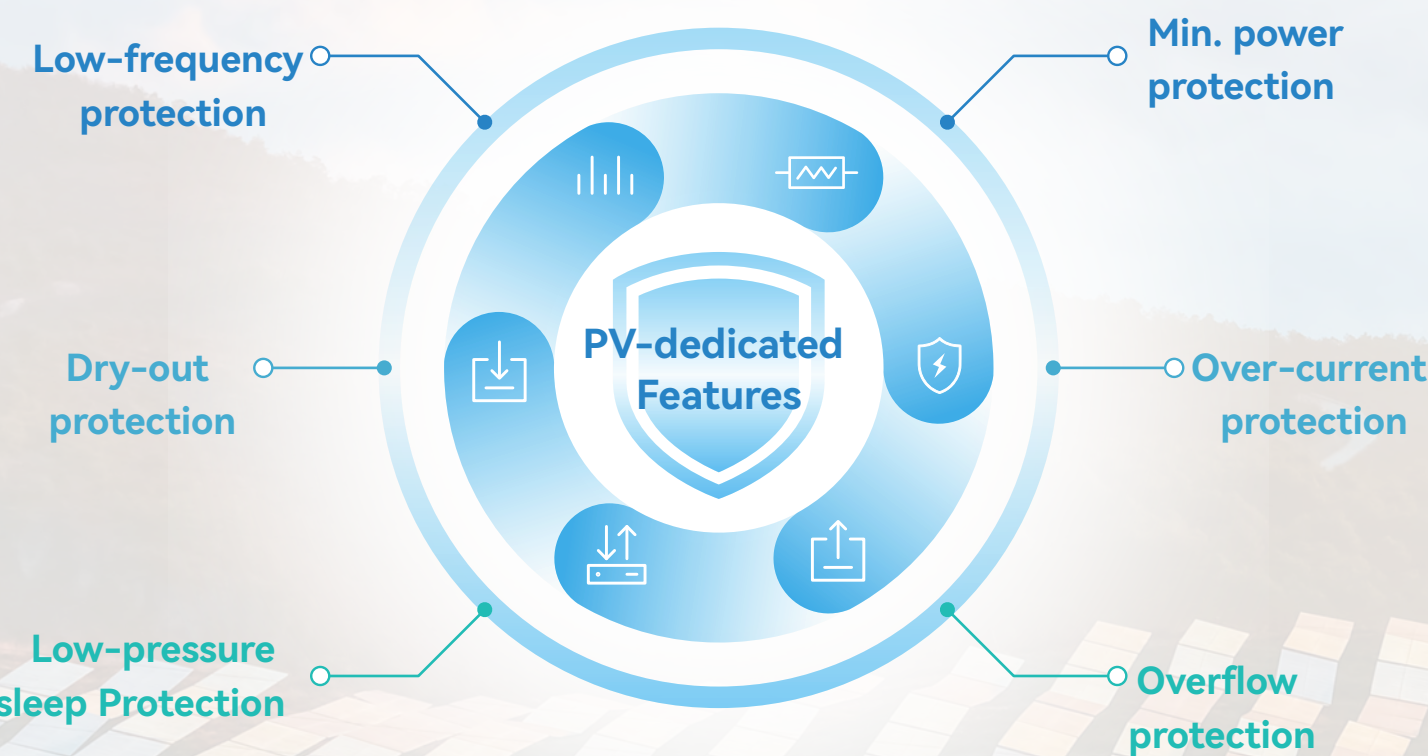 Low-frequency
protection
Min. power
protection
PV-dedicated
Features
Dry-out
protection
Over-current
protection
Low-pressure
sleep Protection
Overflow
protection